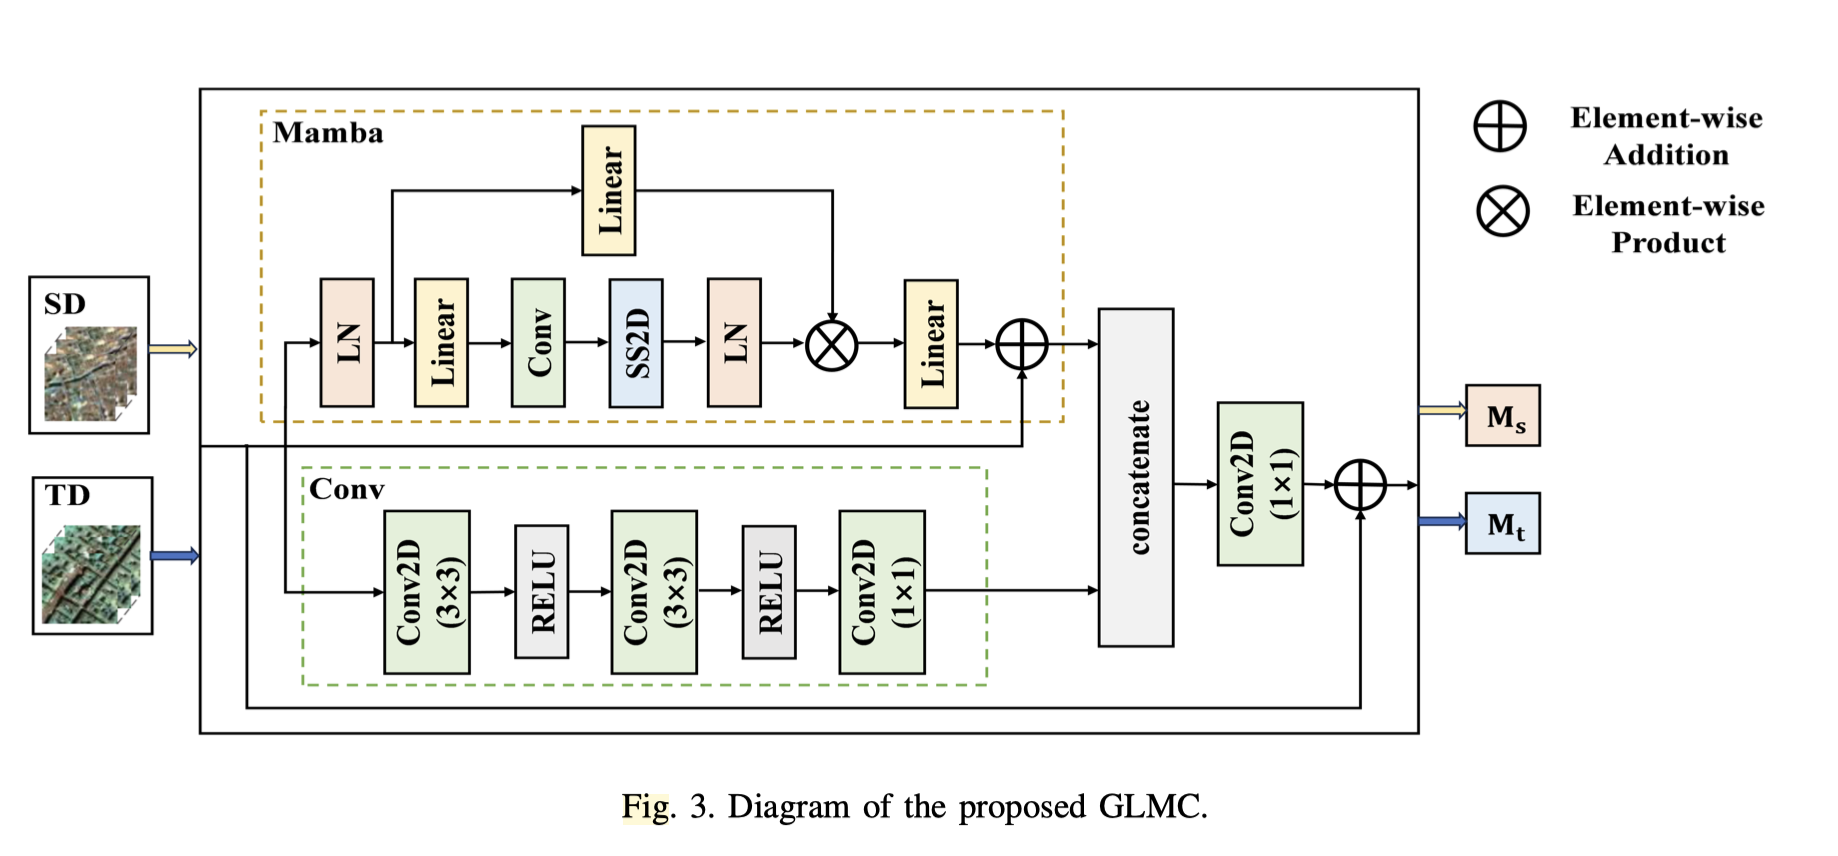 Mamba
Linear
LN
Linear
Conv
SS2D
LN
Linear
SD
TD
Conv
Conv2D
(3×3)
RELU
Conv2D
(3×3)
RELU
Conv2D
(1×1)
concatenate
Conv2D
(1×1)
Element-wise
Addition
Element-wise
Product
Ms
Mt
Fig. 3. Diagram of the proposed GLMC.